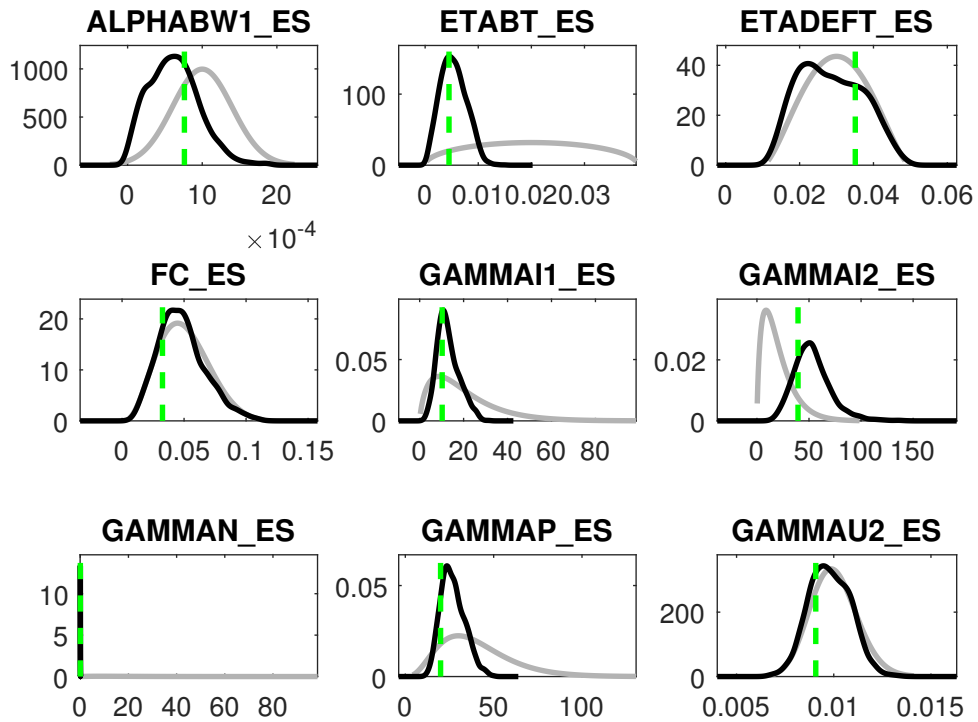 ALPHABW1_ES ETABT_ES ETADEFT_ES
1000
500
0
0 10 20
× 10-4
100
0
0 0.010.020.03
40
20
0
0 0.02 0.04 0.06
FC_ES GAMMAI1_ES GAMMAI2_ES
20
10
0
0 0.05 0.1 0.15
0.05
0
0 20 40 60 80
0.02
0
0 50 100 150
GAMMAN_ES GAMMAP_ES GAMMAU2_ES
10
5
0
0 20 40 60 80
0.05
0
0 50 100
200
0
0.005 0.01 0.015